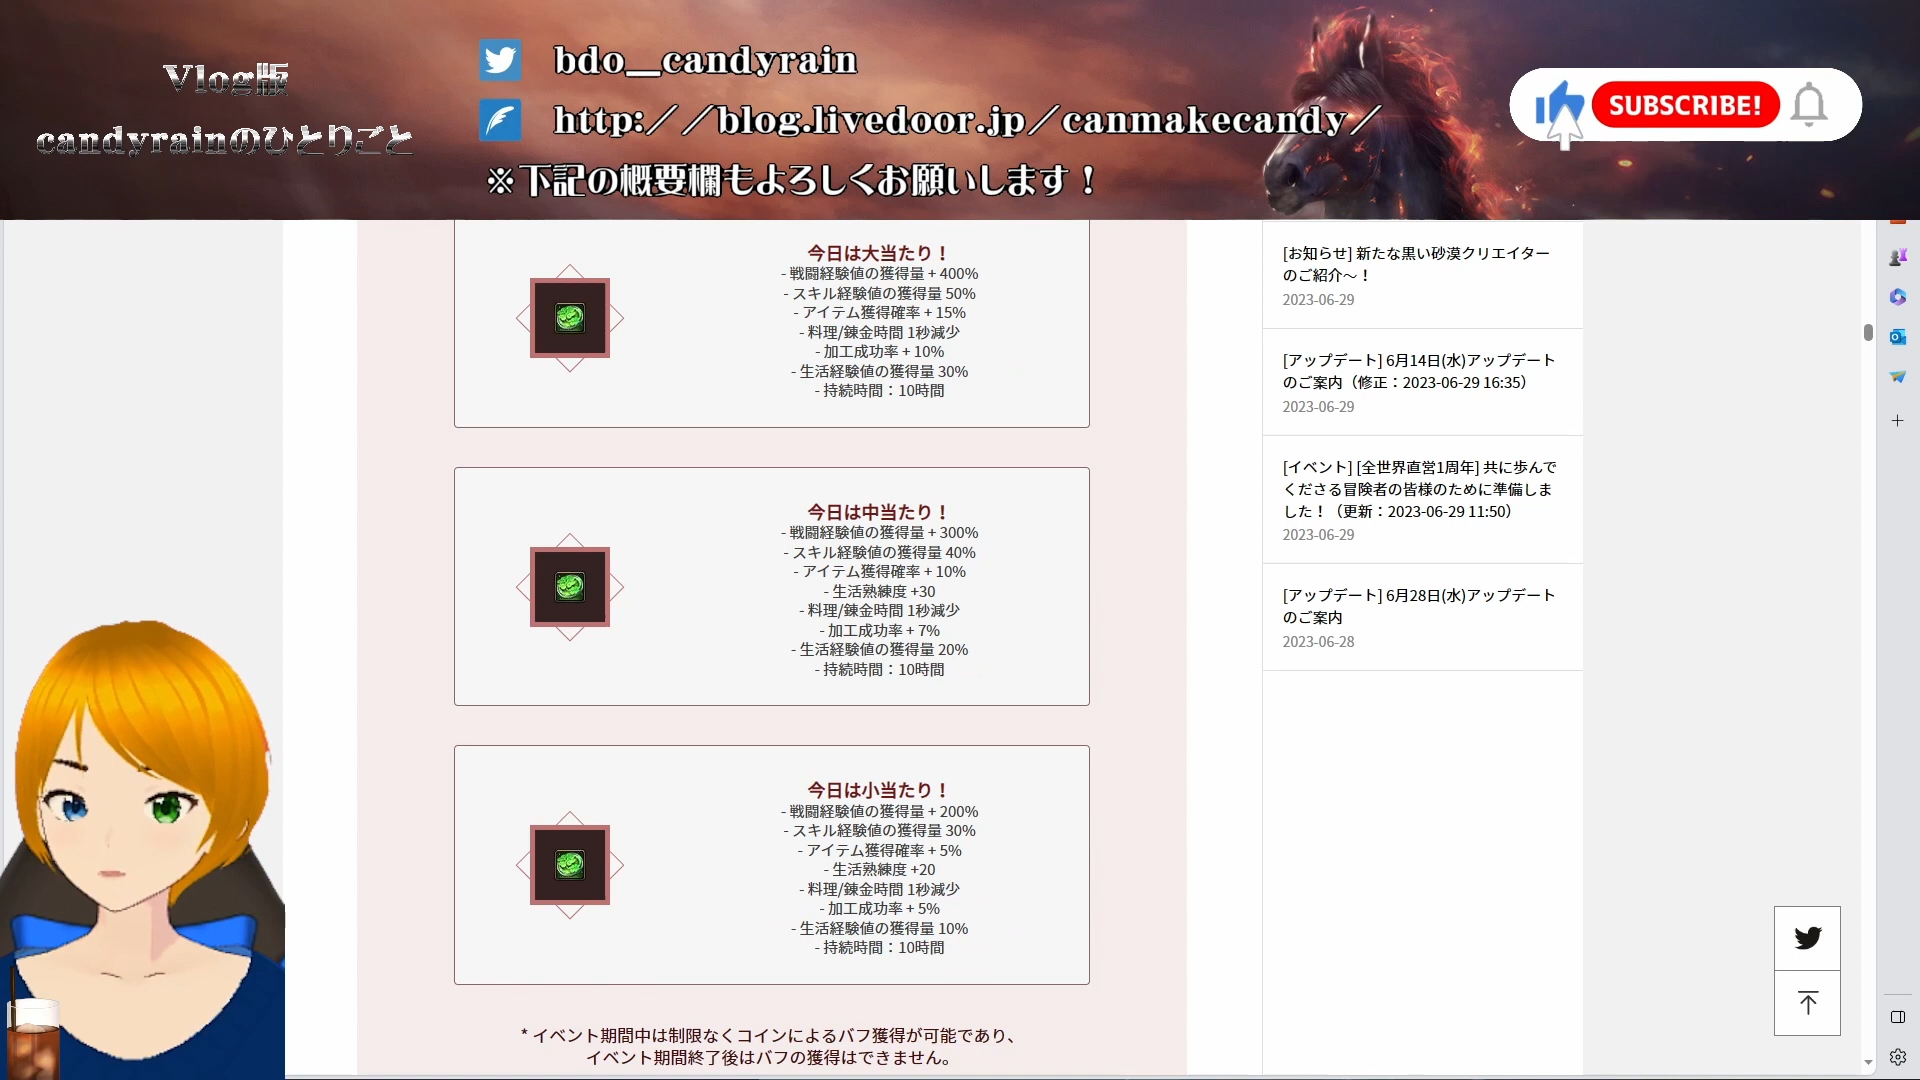 Vlog版
candyrainのひとりごと
bdo__candyrain
http://blog.livedoor.jp/canmakecandy/
※下記の概要欄もよろしくお願いします！
SUBSCRIBE!
今日は大当たり！
- 戦闘経験値の獲得量 + 400%
- スキル経験値の獲得量 50%
- アイテム獲得確率 + 15%
- 料理/錬金時間 1秒減少
- 加工成功率 + 10%
- 生活経験値の獲得量 30%
- 持続時間：10時間
今日は中当たり！
- 戦闘経験値の獲得量 + 300%
- スキル経験値の獲得量 40%
- アイテム獲得確率 + 10%
- 生活熟練度 +30
- 料理/錬金時間 1秒減少
- 加工成功率 + 7%
- 生活経験値の獲得量 20%
- 持続時間：10時間
今日は小当たり！
- 戦闘経験値の獲得量 + 200%
- スキル経験値の獲得量 30%
- アイテム獲得確率 + 5%
- 生活熟練度 +20
- 料理/錬金時間 1秒減少
- 加工成功率 + 5%
- 生活経験値の獲得量 10%
- 持続時間：10時間
* イベント期間中は制限なくコインによるバフ獲得が可能であり、
イベント期間終了後はバフの獲得はできません。
[お知らせ] 新たな黒い砂漠クリエイター
のご紹介～！
2023-06-29
[アップデート] 6月14日(水)アップデート
のご案内（修正：2023-06-29 16:35）
2023-06-29
[イベント] [全世界直営1周年] 共に歩んで
くださる冒険者の皆様のために準備しま
した！（更新：2023-06-29 11:50）
2023-06-29
[アップデート] 6月28日(水)アップデート
のご案内
2023-06-28